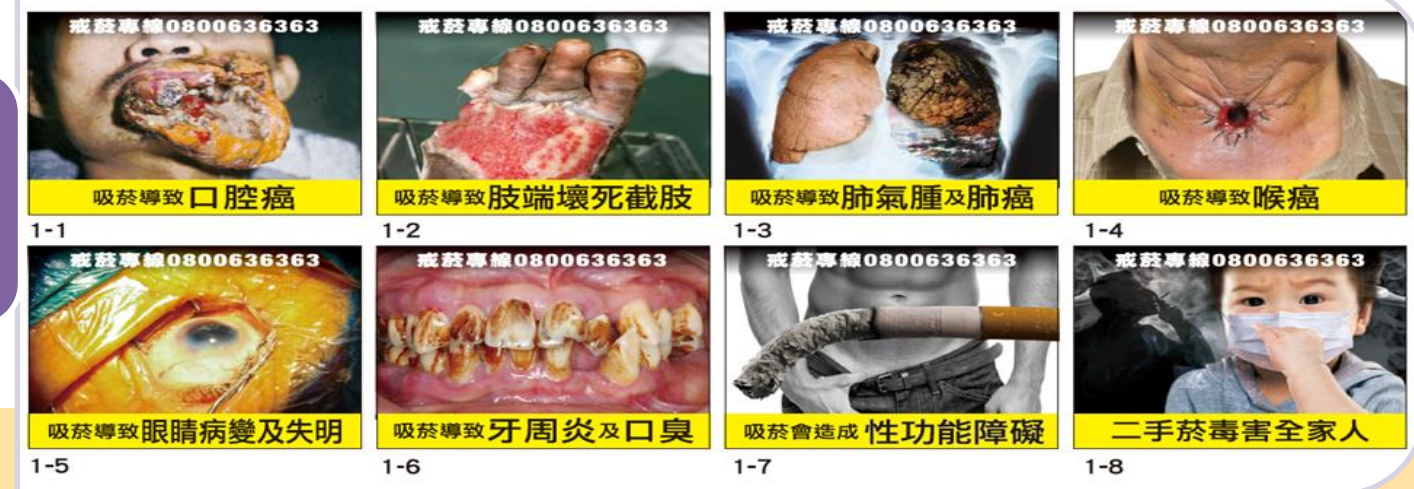 戒菸專線0800636363
戒菸專線0800636363
戒菸專線0800636363
戒菸專線0800636363
吸菸導致口腔癌
吸菸導致肢端壞死截肢
吸菸導致肺氣腫及肺癌
吸菸導致喉癌
1-1
1-2
1-3
1-4
戒菸專線0800636363
戒菸專線0800636363
戒菸專線0800636363
戒菸專線0800636363
吸菸導致眼睛病變及失明
吸菸導致牙周炎及口臭
吸菸會造成 性功能障礙
二手菸毒害全家人
1-5
1-6
1-7
1-8